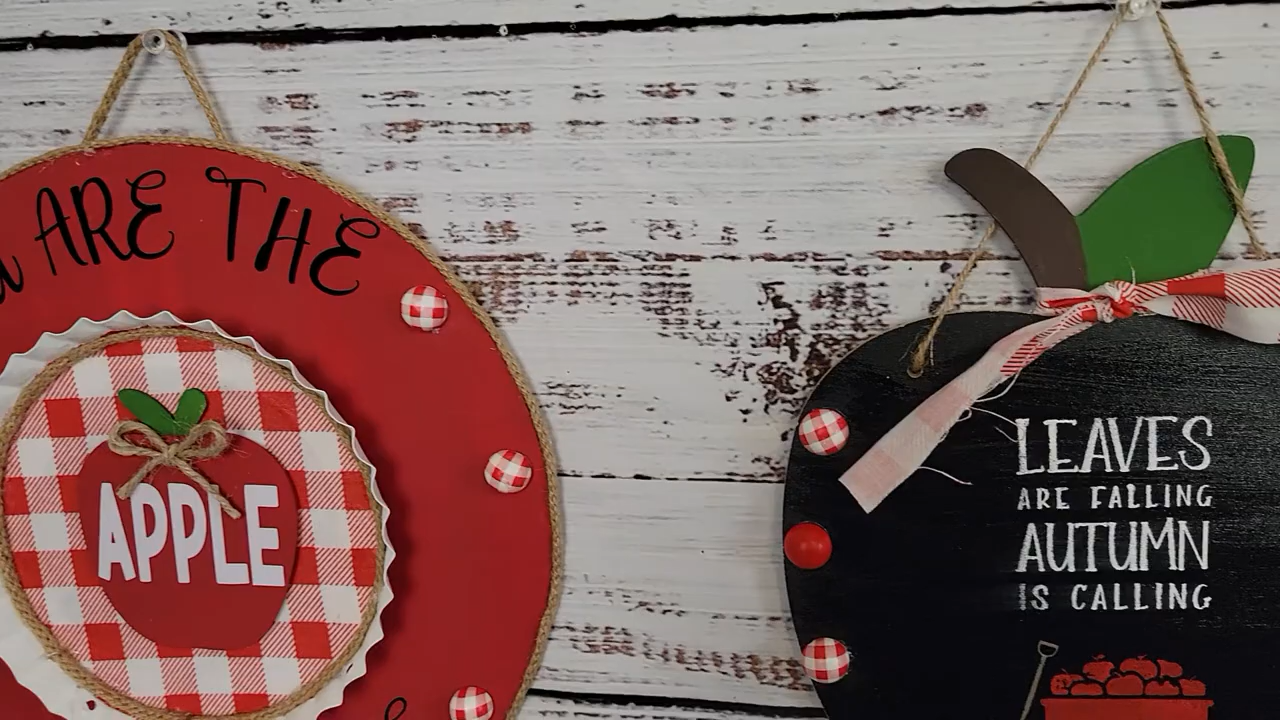 ARE THE
APPLE
LEAVES
ARE FALLING
AUTUMN
IS CALLING